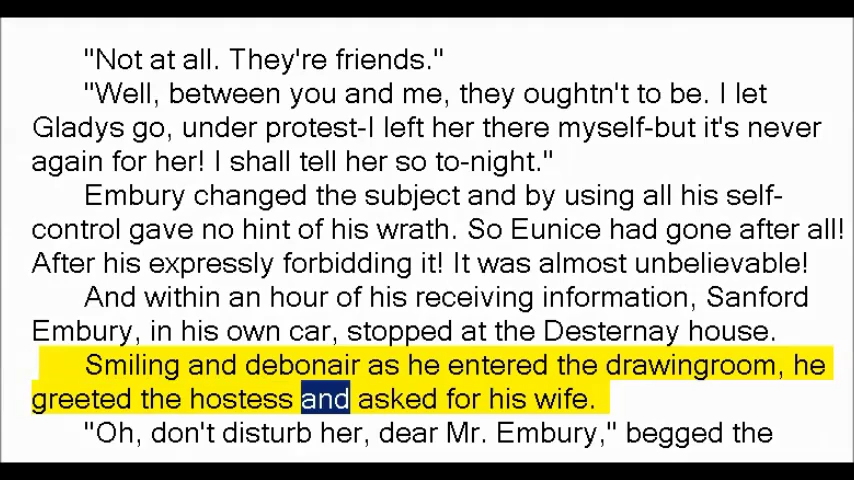 "Not at all. They're friends."
"Well, between you and me, they oughtn't to be. I let
Gladys go, under protest-I left her there myself-but it's never
again for her! I shall tell her so to-night."
Embury changed the subject and by using all his self-
control gave no hint of his wrath. So Eunice had gone after all!
After his expressly forbidding it! It was almost unbelievable!
And within an hour of his receiving information, Sanford
Embury, in his own car, stopped at the Desternay house.
Smiling and debonair as he entered the drawingroom, he
greeted the hostess and asked for his wife.
"Oh, don't disturb her, dear Mr. Embury," begged the